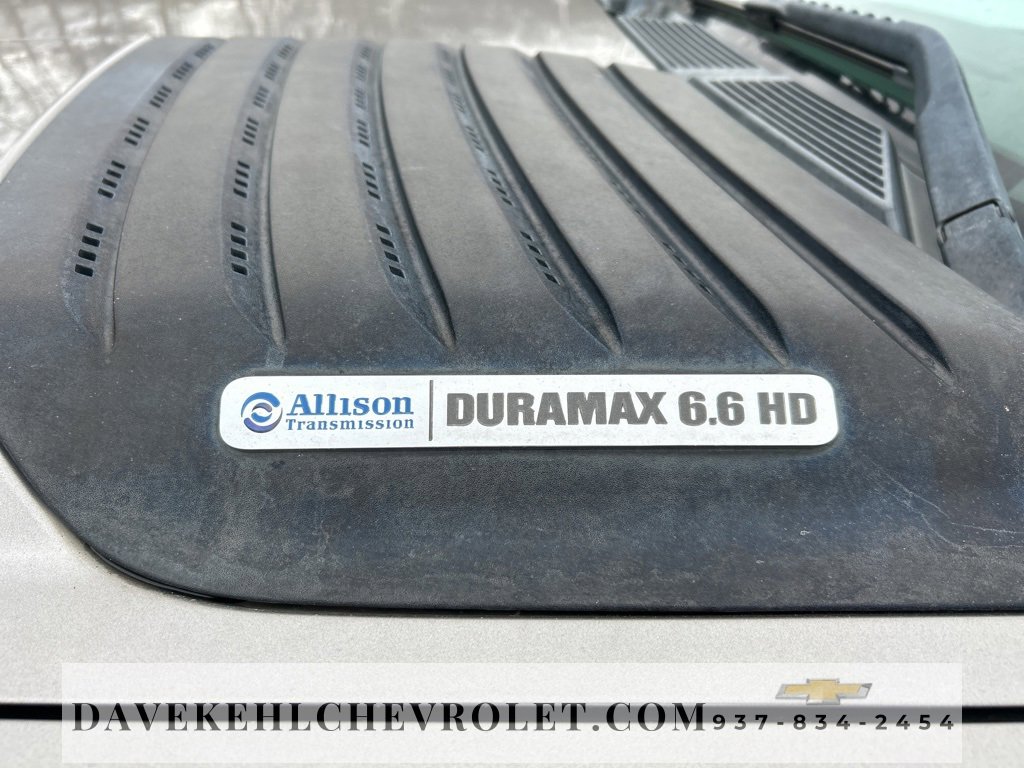 Allison DURAMAX 6.6 HD
Transmission
DAVEKEHLCHEVROLET.COM 937-834-2454